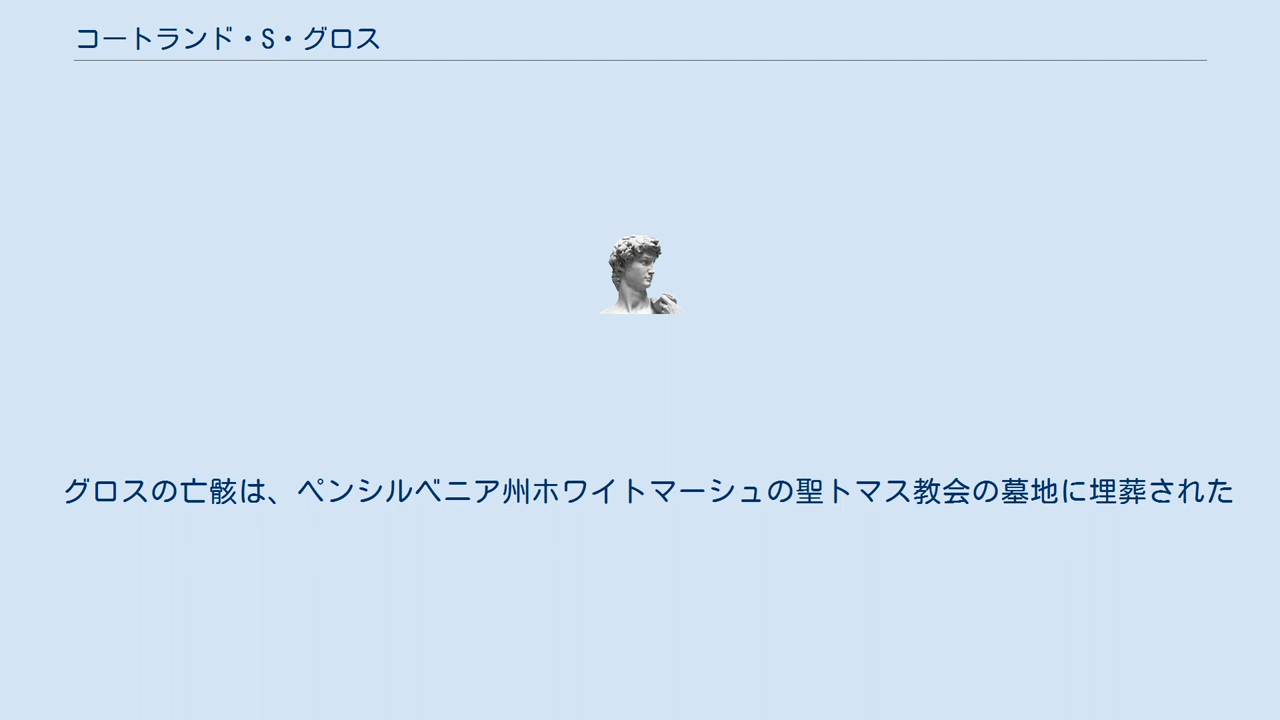 コートランド・S・グロス
グロスの亡骸は、ペンシルベニア州ホワイトマーシュの聖トマス教会の墓地に埋葬された